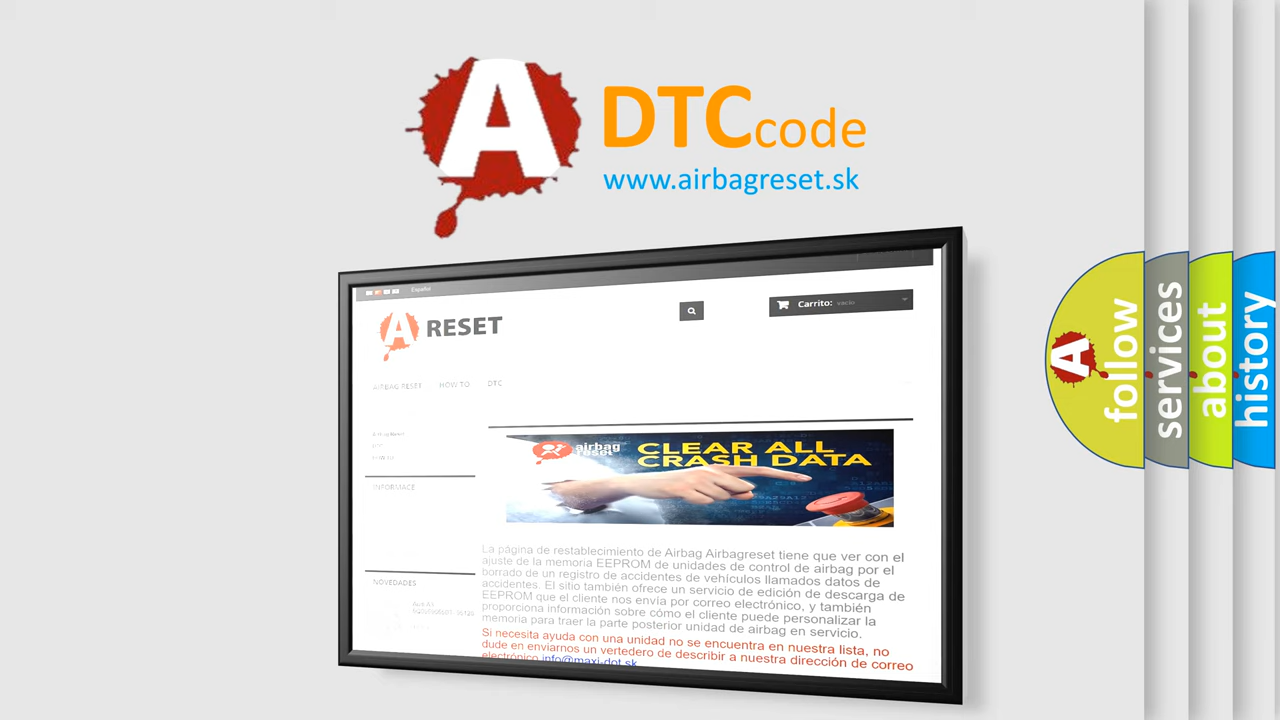 A DTCcode
www.airbagreset.sk
Español
A RESET
Carrito: vacío
AIRBAG RESET HOW TO DTC
INFORMACE
NOVEDADES
airbag
reset
CLEAR ALL
CRASH DATA
La página de restablecimiento de Airbag Airbagreset tiene que ver con el
ajuste de la memoria EEPROM de unidades de control de airbag por el
borrado de un registro de accidentes de vehículos llamados datos de
accidentes. El sitio también ofrece un servicio de edición de descarga de
EEPROM que el cliente nos envía por correo electrónico, y también
proporciona información sobre cómo el cliente puede personalizar la
memoria para traer la parte posterior unidad de airbag en servicio.
Si necesita ayuda con una unidad no se encuentra en nuestra lista, no
dude en enviarnos un vertedero de describir a nuestra dirección de correo
electrónico info@maxi-dot.sk
A follow
services
about
history